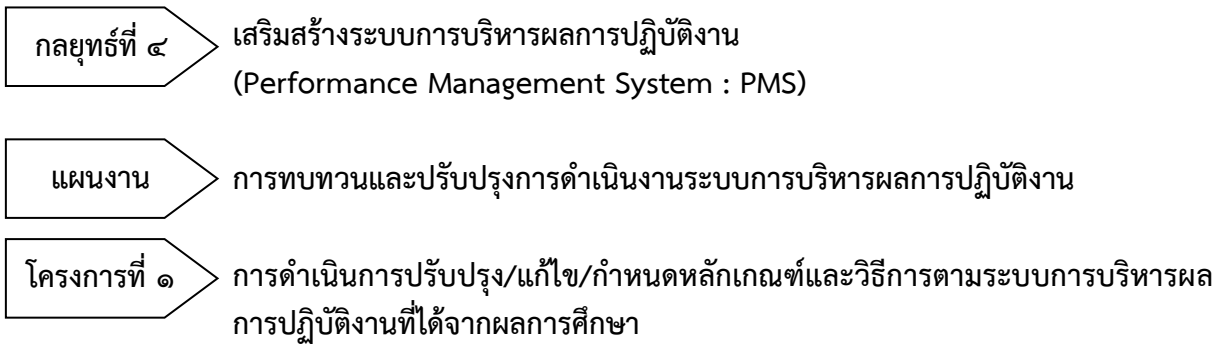 กลยุทธ์ที่ ๔ เสริมสร้างระบบการบริหารผลการปฏิบัติงาน
(Performance Management System : PMS)
แผนงาน การทบทวนและปรับปรุงการดำเนินงานระบบการบริหารผลการปฏิบัติงาน
โครงการที่ ๑ การดำเนินการปรับปรุง/แก้ไข/กำหนดหลักเกณฑ์และวิธีการตามระบบการบริหารผล
การปฏิบัติงานที่ได้จากผลการศึกษา